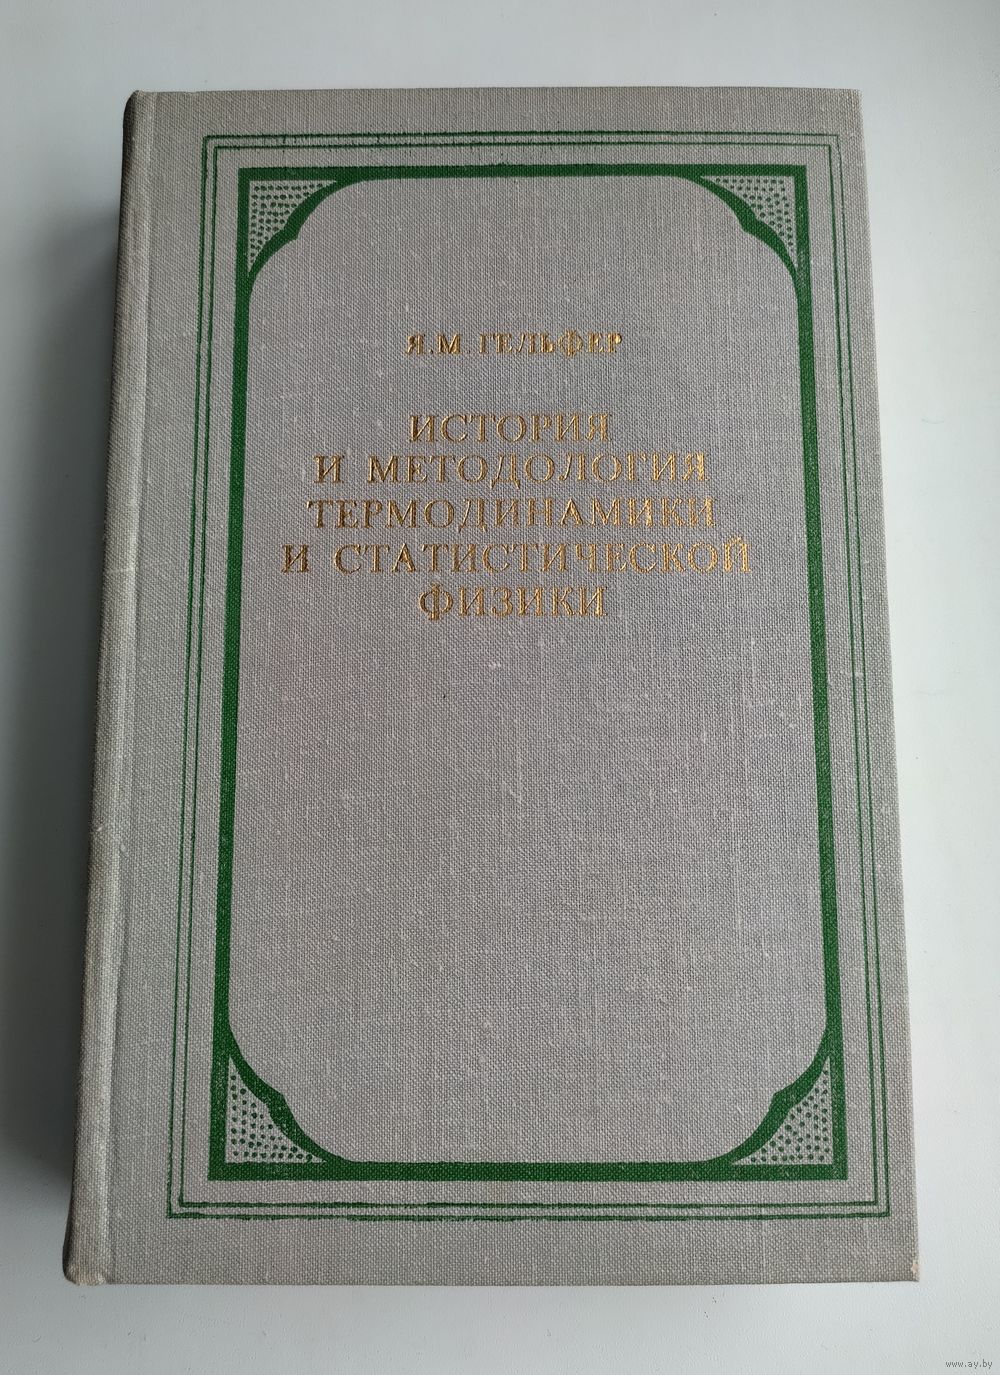 Я.М. ГЕЛЬФЕР
ИСТОРИЯ
И МЕТОДОЛОГИЯ
ТЕРМОДИНАМИКИ
И СТАТИСТИЧЕСКОЙ
ФИЗИКИ
www.ay.by